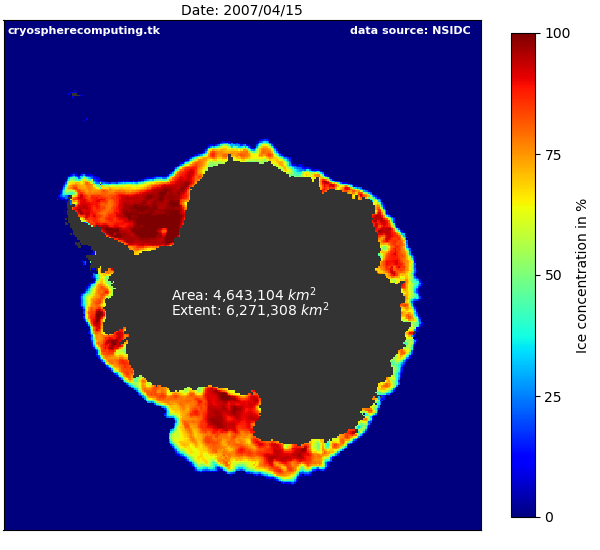 Date: 2007/04/15
cryospherecomputing.tk
data source: NSIDC
Area: 4,643,104 km²
Extent: 6,271,308 km²
100
75
50
25
0
Ice concentration in %